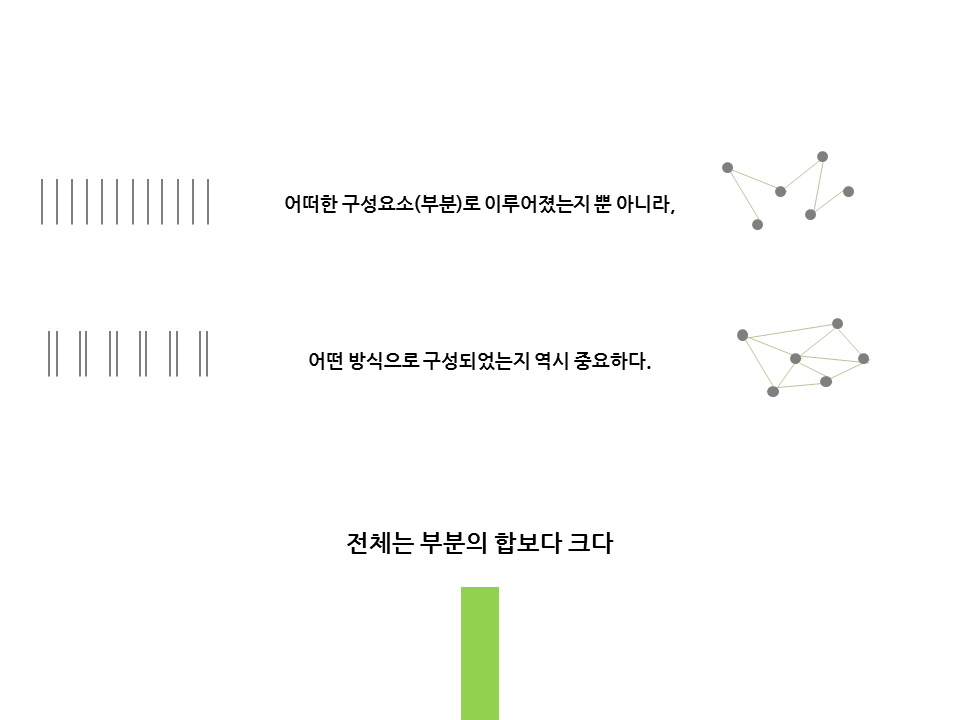 어떠한 구성요소(부분)로 이루어졌는지 뿐 아니라,
어떤 방식으로 구성되었는지 역시 중요하다.
전체는 부분의 합보다 크다